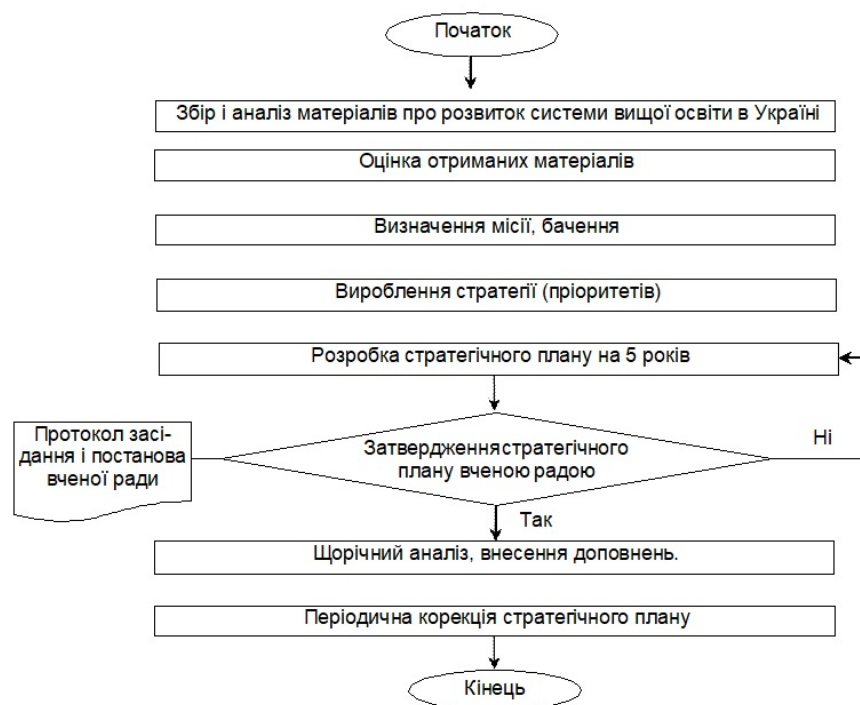 Початок
Збір і аналіз матеріалів про розвиток системи вищої освіти в Україні
Оцінка отриманих матеріалів
Визначення місії, бачення
Вироблення стратегії (пріоритетів)
Розробка стратегічного плану на 5 років
Протокол засі-
дання і постанова
вченої ради
Затвердження стратегічного
плану вченою радою
Ні
Так
Щорічний аналіз, внесення доповнень.
Періодична корекція стратегічного плану
Кінець